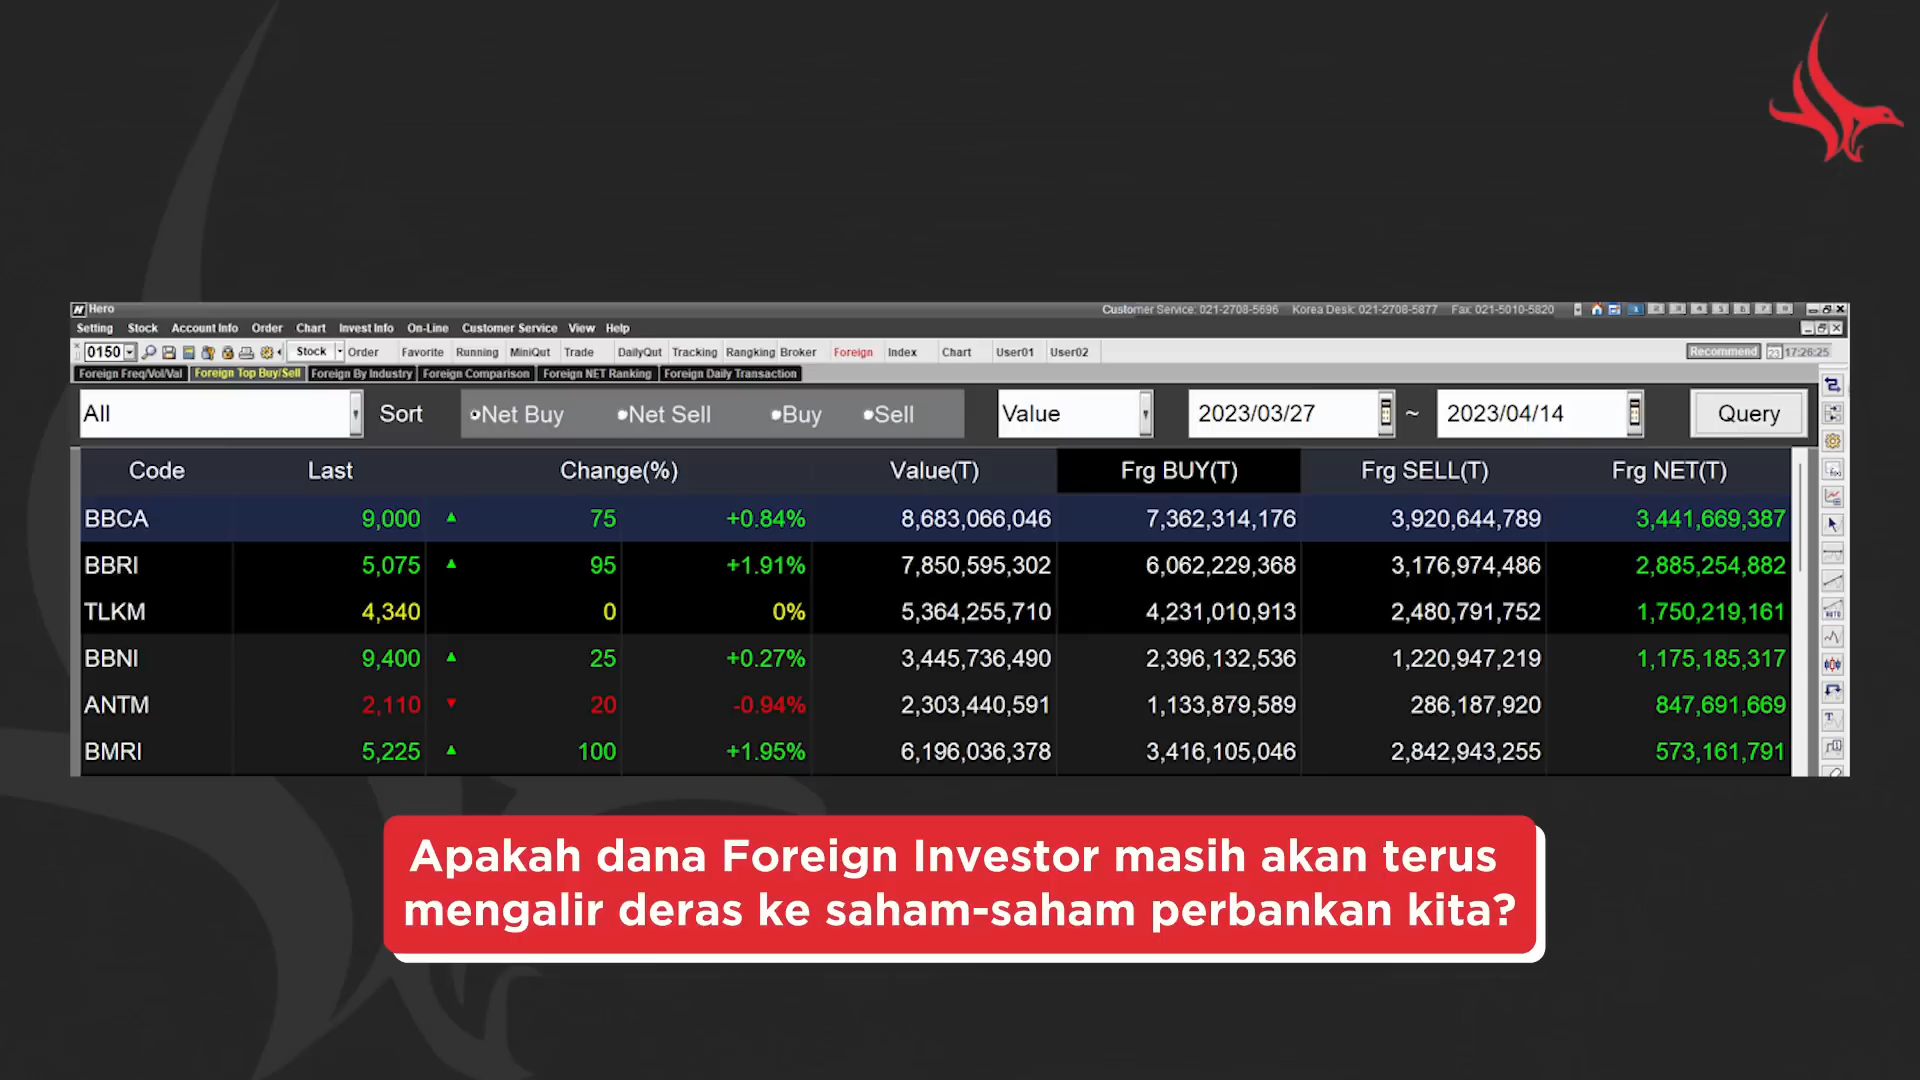 Hero Customer Service: 021-2708-5696 Korea Desk: 021-2708-5877 Fax: 021-5010-5820
Setting Stock Account Info Order Chart Invest Info On-Line Customer Service View Help
0150 Stock Order Favorite Running MiniQut Trade DailyQut Tracking Rangking Broker Foreign Index Chart User01 User02 Recommend 17:26:25
Foreign Freq/Vol/Val Foreign Top Buy/Sell Foreign By Industry Foreign Comparison Foreign NET Ranking Foreign Daily Transaction
All Sort Net Buy Net Sell Buy Sell Value 2023/03/27 ~ 2023/04/14 Query
Code Last Change(%) Value(T) Frg BUY(T) Frg SELL(T) Frg NET(T)
BBCA 9,000 ▲ 75 +0.84% 8,683,066,046 7,362,314,176 3,920,644,789 3,441,669,387
BBRI 5,075 ▲ 95 +1.91% 7,850,595,302 6,062,229,368 3,176,974,486 2,885,254,882
TLKM 4,340 0 0% 5,364,255,710 4,231,010,913 2,480,791,752 1,750,219,161
BBNI 9,400 ▲ 25 +0.27% 3,445,736,490 2,396,132,536 1,220,947,219 1,175,185,317
ANTM 2,110 ▼ 20 -0.94% 2,303,440,591 1,133,879,589 286,187,920 847,691,669
BMRI 5,225 ▲ 100 +1.95% 6,196,036,378 3,416,105,046 2,842,943,255 573,161,791
Apakah dana Foreign Investor masih akan terus
mengalir deras ke saham-saham perbankan kita?